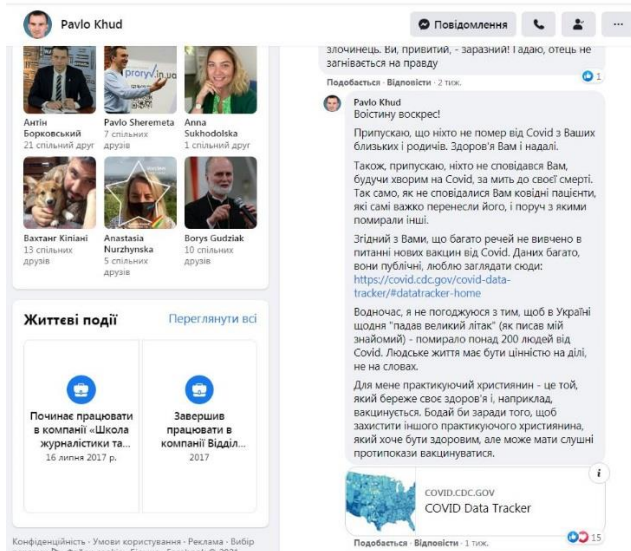 Pavlo Khud
Повідомлення
злочинець. Ви, привитий, - заразний! Гадаю, отець не
загнівається на правду
Подобається · Відповісти · 2 тиж.
1
proryv.in.ua
Антін
Борковський
21 спільний друг
Pavlo Sheremeta
7 спільних
друзів
Anna
Sukhodolska
1 спільний друг
Вахтанг Кіпіані
13 спільних
друзів
Anastasia
Nurzhynska
5 спільних
друзів
Borys Gudziak
10 спільних
друзів
Життєві події
Переглянути всі
Починає працювати
в компанії «Школа
журналістики та...
16 липня 2017 р.
Завершив
працювати в
компанії Відділ...
2017
Конфіденційність · Умови користування · Реклама · Вибір
Pavlo Khud
Воістину воскрес!
Припускаю, що ніхто не помер від Covid з Ваших
близьких і родичів. Здоров'я Вам і надалі.
Також, припускаю, ніхто не сповідався Вам,
будучи хворим на Covid, за мить до своєї смерті.
Так само, як не сповідалися Вам ковідні пацієнти,
які самі важко перенесли його, і поруч з якими
помирали інші.
Згідний з Вами, що багато речей не вивчено в
питанні нових вакцин від Covid. Даних багато,
вони публічні, люблю заглядати сюди:
https://covid.cdc.gov/covid-data-
tracker/#datatracker-home
Водночас, я не погоджуюся з тим, щоб в Україні
щодня "падав великий літак" (як писав мій
знайомий) - помирало понад 200 людей від
Covid. Людське життя має бути цінністю на ділі,
не на словах.
Для мене практикуючий християнин - це той,
який береже своє здоров'я і, наприклад,
вакцинується. Бодай би заради того, щоб
захистити іншого практикуючого християнина,
який хоче бути здоровим, але може мати слушні
протипокази вакцинуватися.
COVID.CDC.GOV
COVID Data Tracker
Подобається · Відповісти · 1 тиж.
15